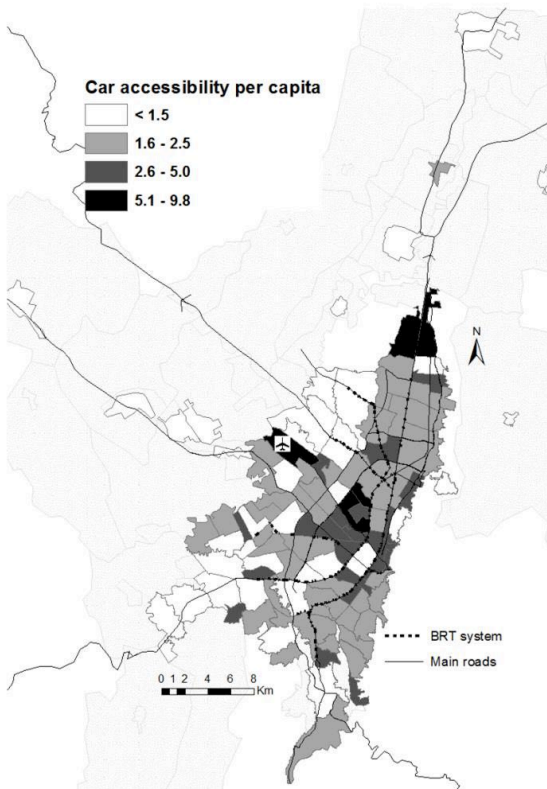 Car accessibility per capita
< 1.5
1.6 - 2.5
2.6 - 5.0
5.1 - 9.8
N
BRT system
Main roads
0 1 2 4 6 8
Km